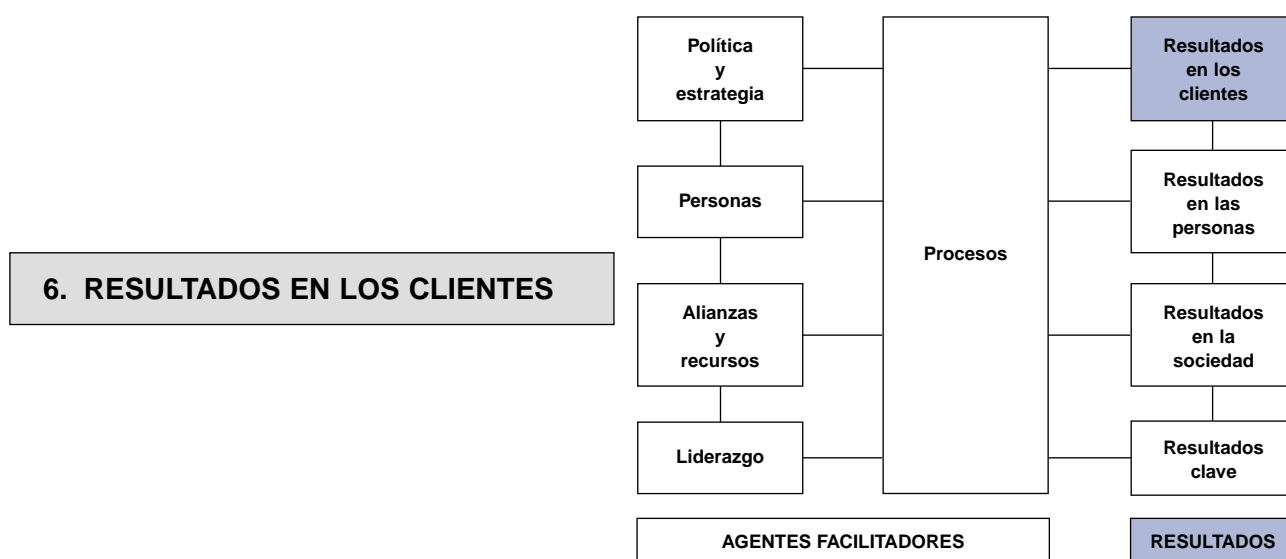 6. RESULTADOS EN LOS CLIENTES
Política
y
estrategia
Personas
Alianzas
y
recursos
Liderazgo
Procesos
Resultados
en los
clientes
Resultados
en las
personas
Resultados
en la
sociedad
Resultados
clave
AGENTES FACILITADORES
RESULTADOS